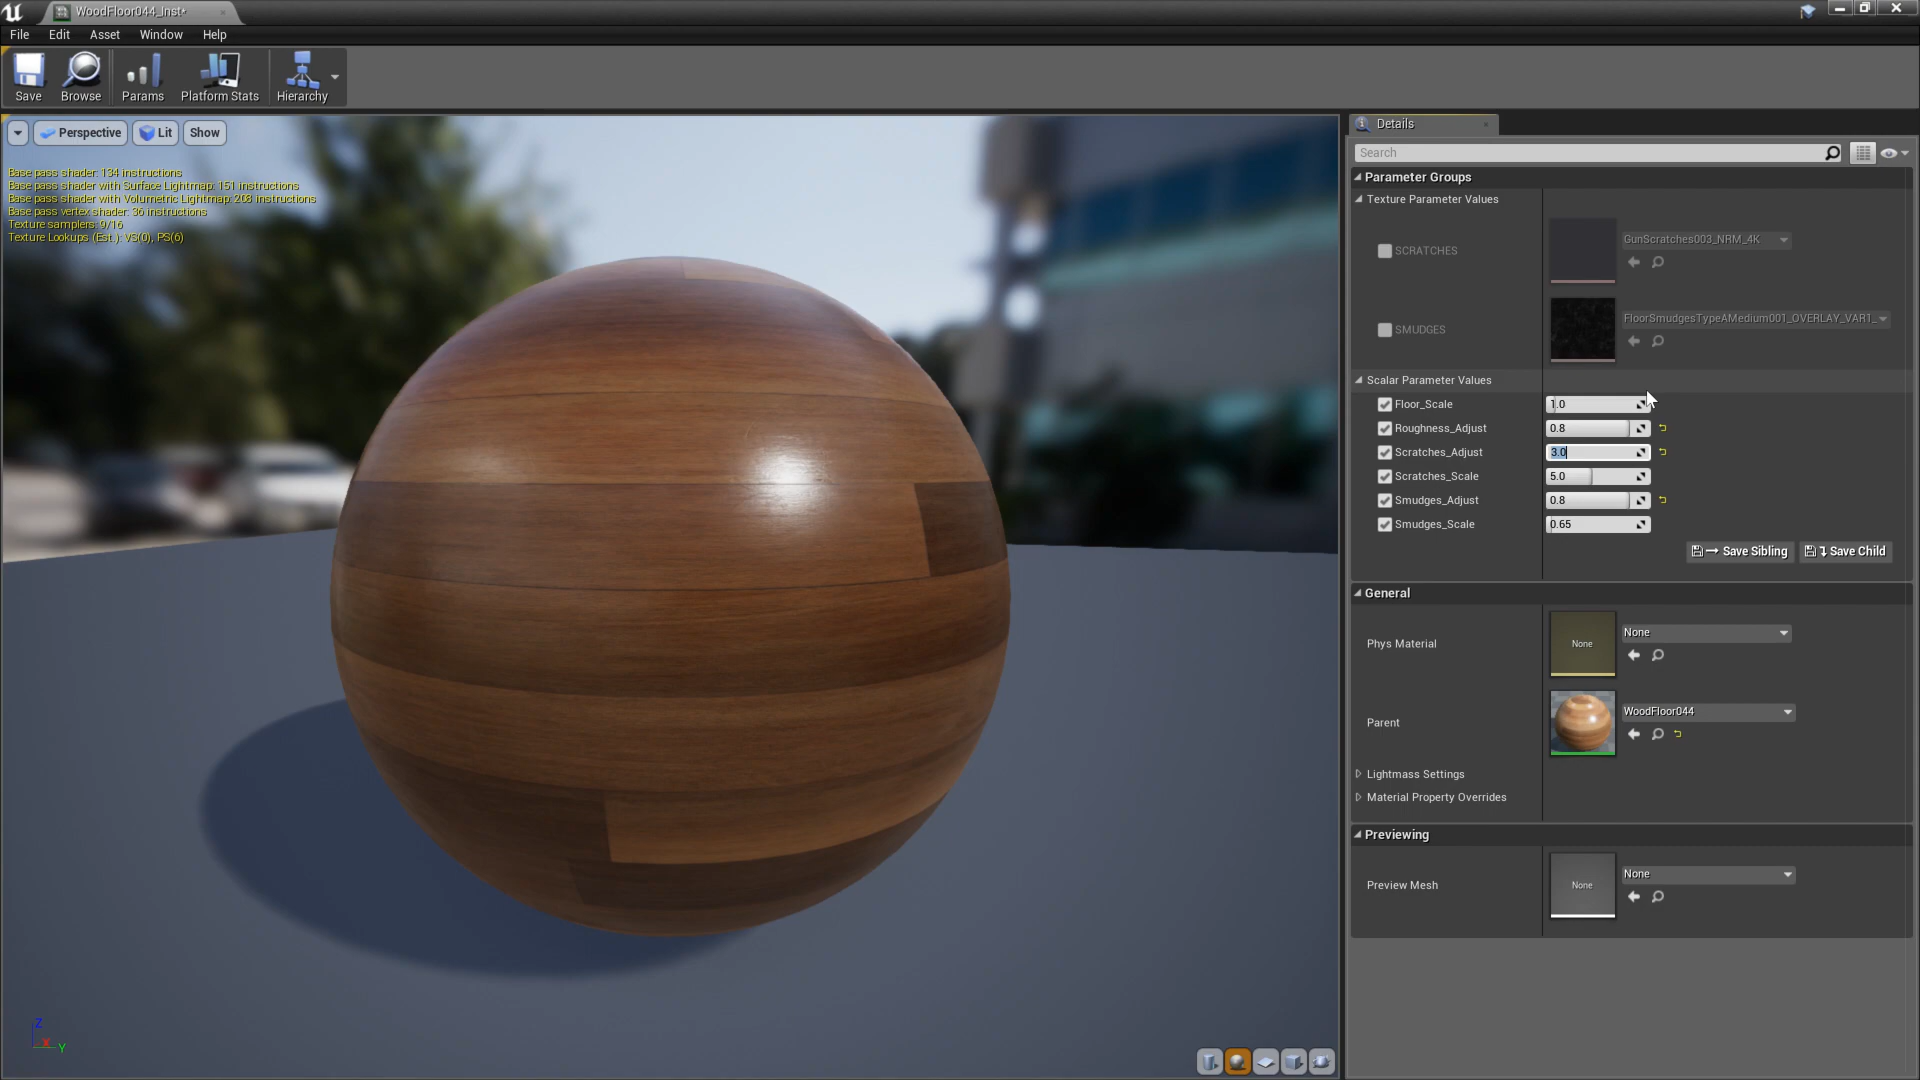 WoodFloor044_Inst*
File Edit Asset Window Help
Save Browse Params Platform Stats Hierarchy
Perspective Lit Show
Base pass shader: 134 instructions
Base pass shader with Surface Lightmap: 151 instructions
Base pass shader with Volumetric Lightmap: 208 instructions
Base pass vertex shader: 36 instructions
Texture samplers: 9/16
Texture Lookups (Est.): VS(0), PS(6)
Z
X Y
Details
Search
Parameter Groups
Texture Parameter Values
SCRATCHES GunScratches003_NRM_4K
SMUDGES FloorSmudgesTypeAMedium001_OVERLAY_VAR1_
Scalar Parameter Values
Floor_Scale 1.0
Roughness_Adjust 0.8
Scratches_Adjust 3.0
Scratches_Scale 5.0
Smudges_Adjust 0.8
Smudges_Scale 0.65
Save Sibling Save Child
General
Phys Material None None
Parent WoodFloor044
Lightmass Settings
Material Property Overrides
Previewing
Preview Mesh None None